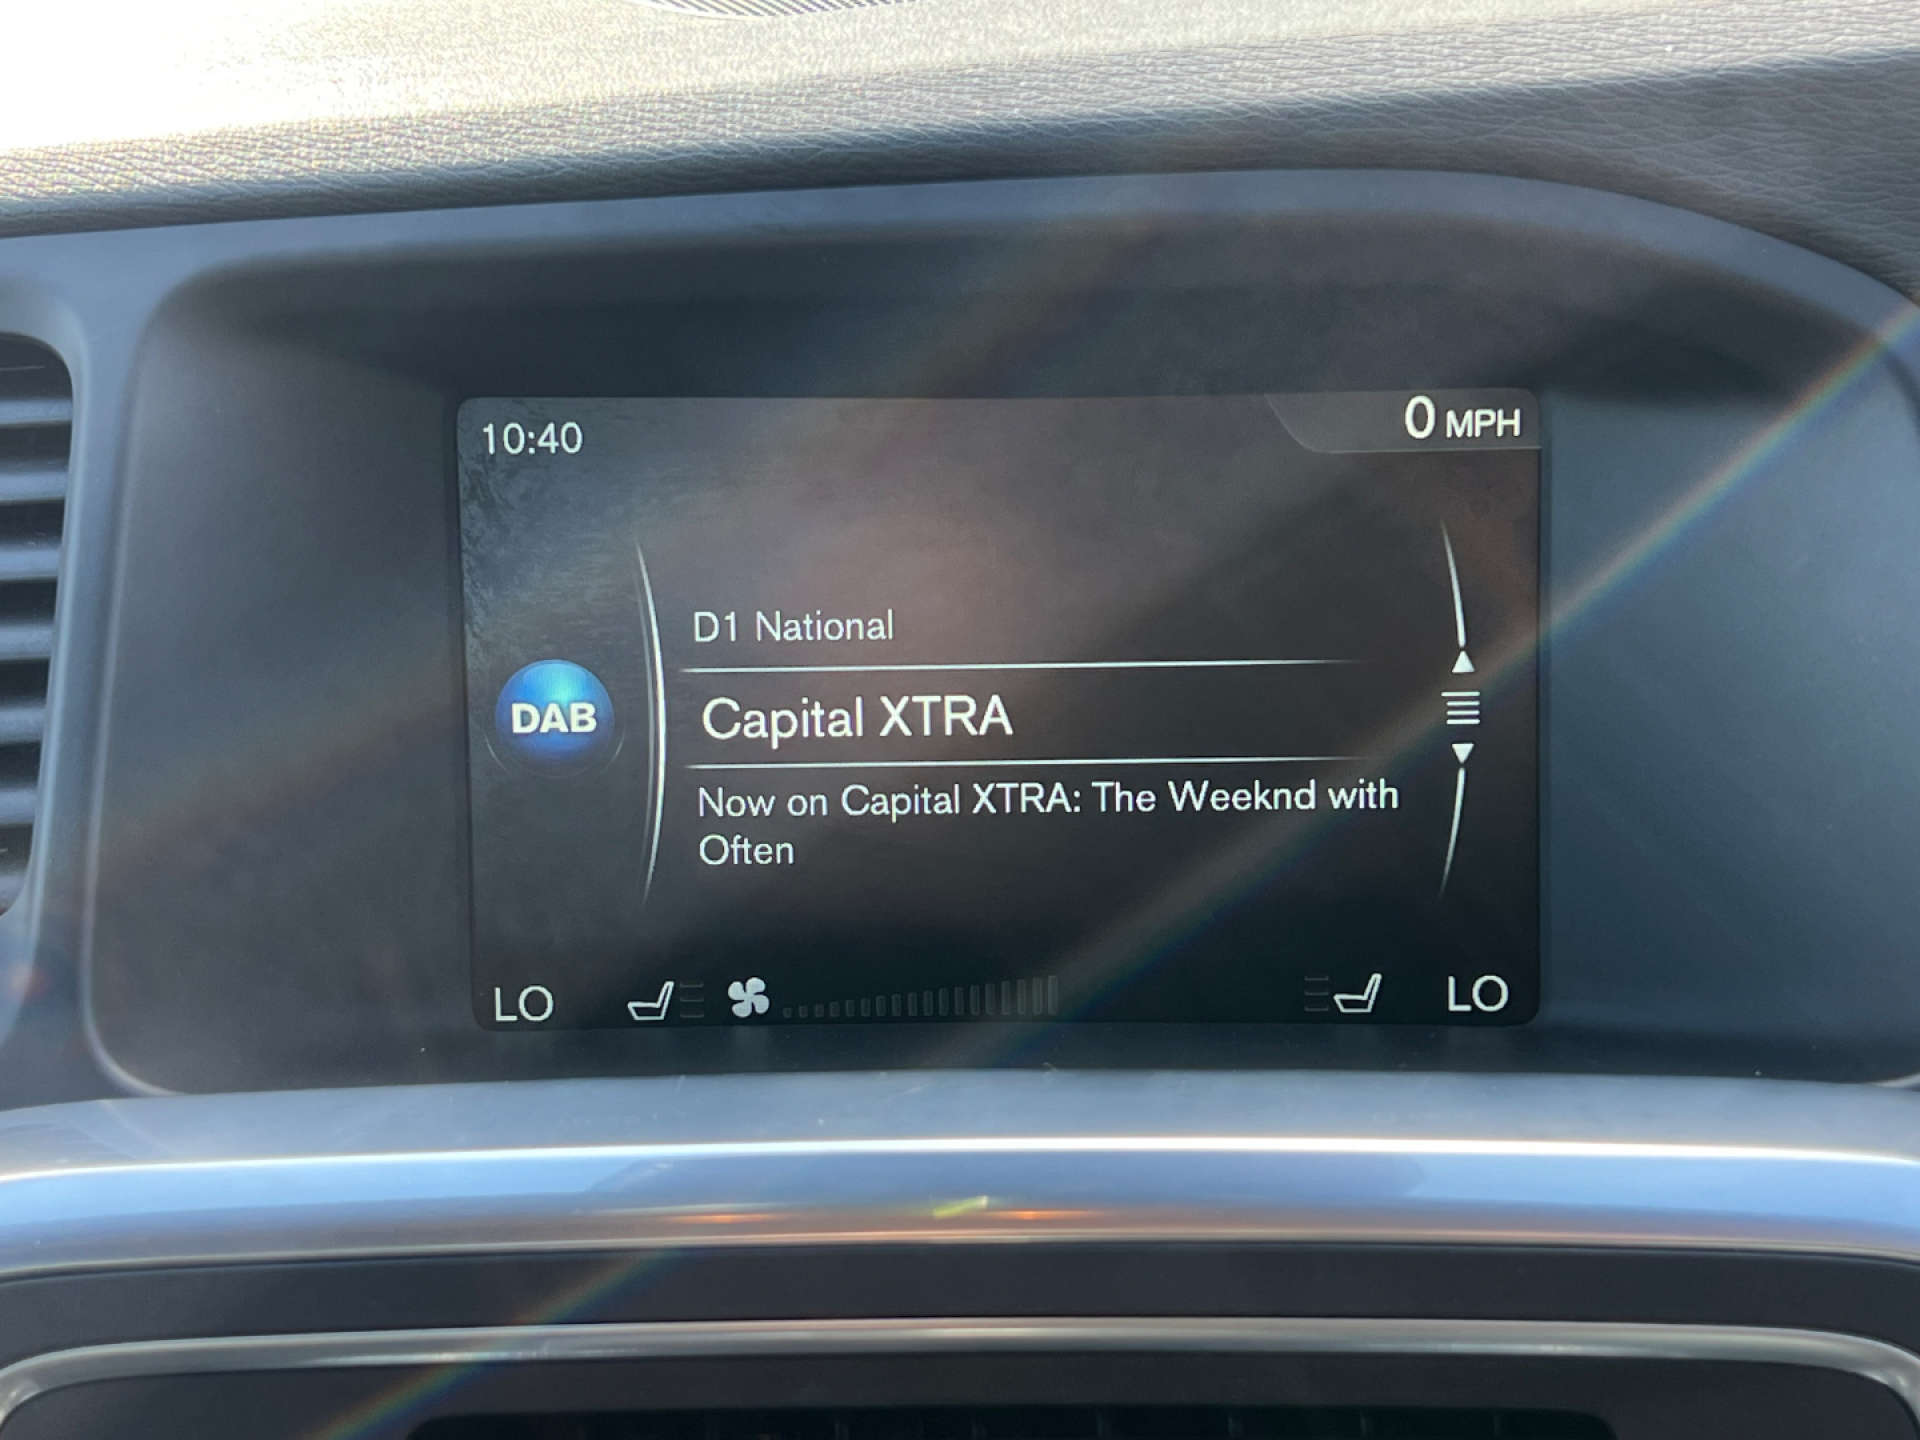 10:40
0 MPH
D1 National
DAB
Capital XTRA
Now on Capital XTRA: The Weeknd with
Often
LO
LO